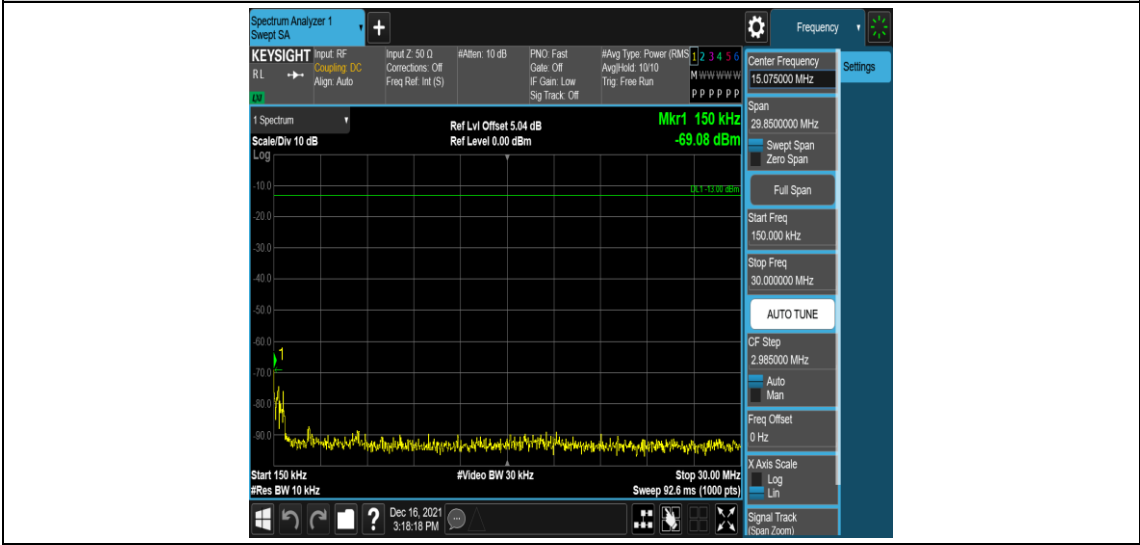 Spectrum Analyzer 1
Swept SA
+
Frequency
KEYSIGHT
RL
LM
Input: RF
Coupling: DC
Align: Auto
Input Z: 50 Ω
Corrections: Off
Freq Ref: Int (S)
#Atten: 10 dB
PNO: Fast
Gate: Off
IF Gain: Low
Sig Track: Off
#Avg Type: Power (RMS
Avg|Hold: 10/10
Trig: Free Run
1 2 3 4 5 6
M W W W W W
P P P P P P
1 Spectrum
Scale/Div 10 dB
Log
Ref Lvl Offset 5.04 dB
Ref Level 0.00 dBm
Mkr1 150 kHz
-69.08 dBm
DL1 -13.00 dBm
-10.0
-20.0
-30.0
-40.0
-50.0
-60.0
1
-70.0
-80.0
-90.0
Start 150 kHz
#Video BW 30 kHz
Stop 30.00 MHz
#Res BW 10 kHz
Sweep 92.6 ms (1000 pts)
Center Frequency
15.075000 MHz
Settings
Span
29.8500000 MHz
Swept Span
Zero Span
Full Span
Start Freq
150.000 kHz
Stop Freq
30.000000 MHz
AUTO TUNE
CF Step
2.985000 MHz
Auto
Man
Freq Offset
0 Hz
X Axis Scale
Log
Lin
Signal Track
(Span Zoom)
?
Dec 16, 2021
3:18:18 PM